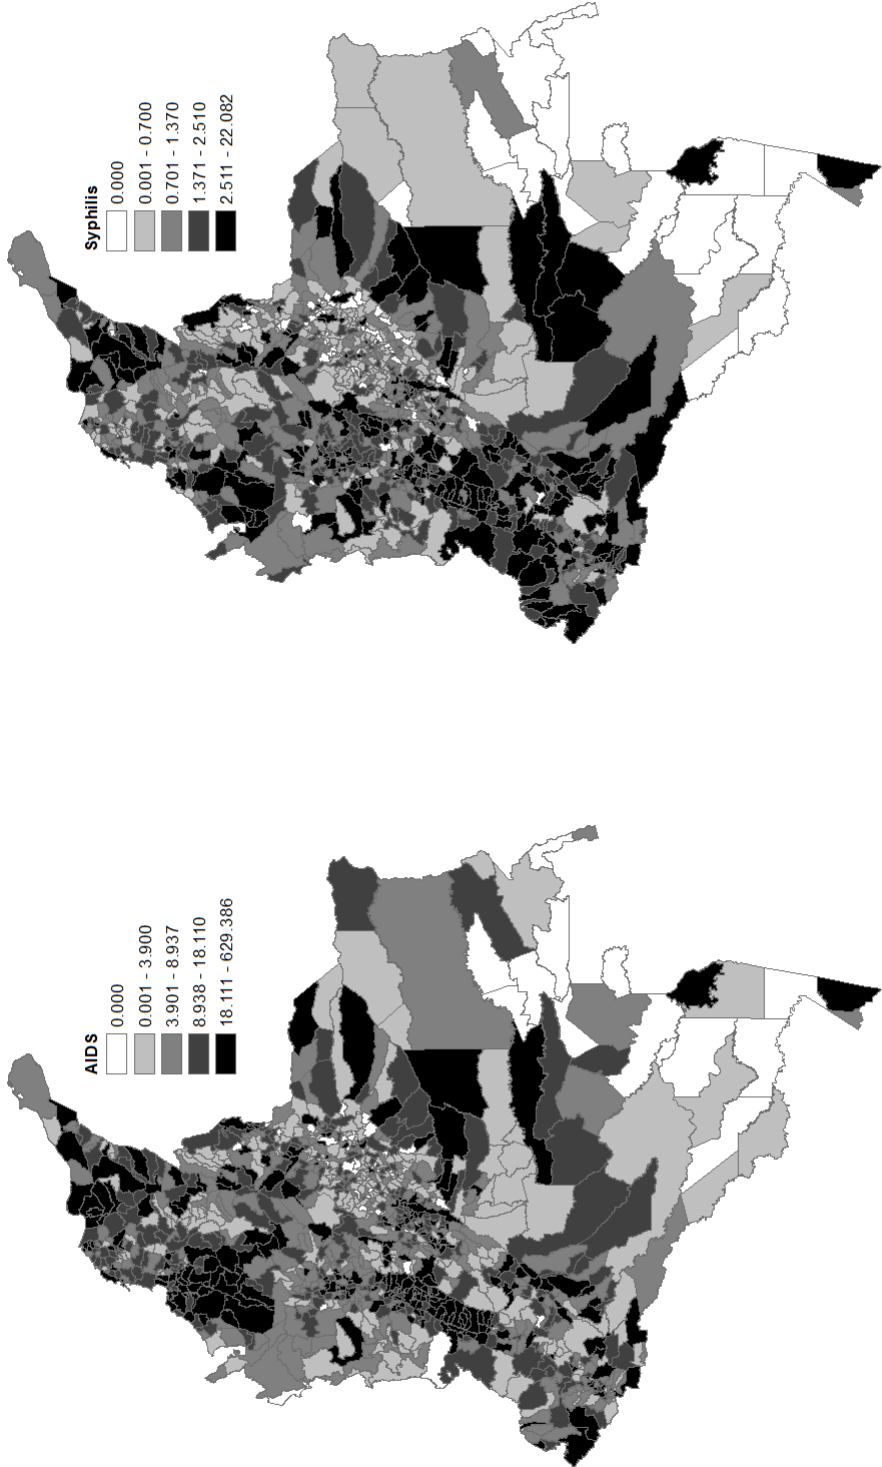 AIDS
0.000
0.001 - 3.900
3.901 - 8.937
8.938 - 18.110
18.111 - 629.386
Syphilis
0.000
0.001 - 0.700
0.701 - 1.370
1.371 - 2.510
2.511 - 22.082